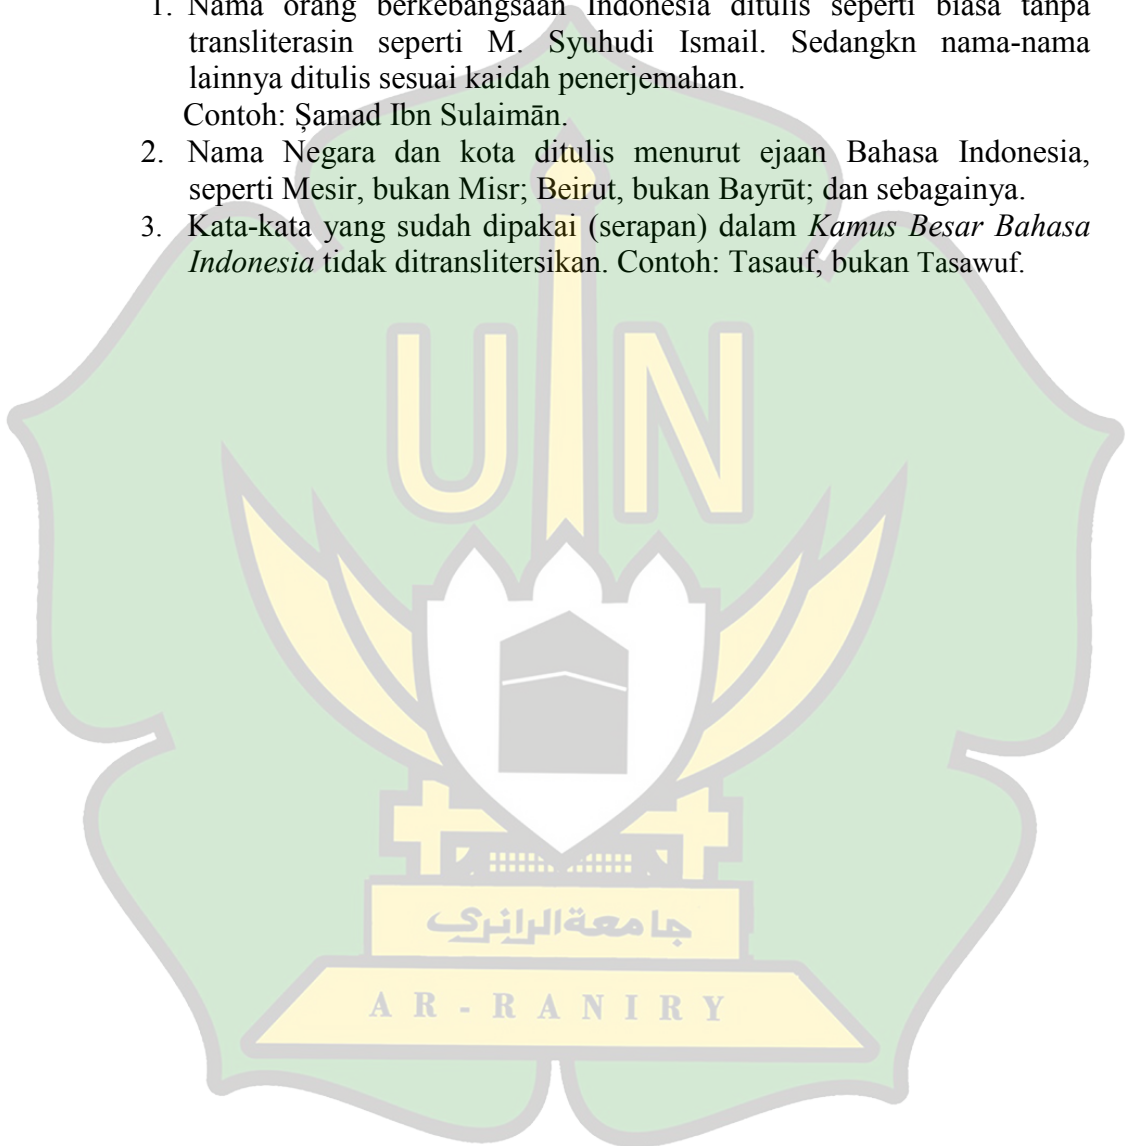 1. Nama orang berkebangsaan Indonesia ditulis seperti biasa tanpa
transliterasin seperti M. Syuhudi Ismail. Sedangkn nama-nama
lainnya ditulis sesuai kaidah penerjemahan.
Contoh: Ṣamad Ibn Sulaimān.
2. Nama Negara dan kota ditulis menurut ejaan Bahasa Indonesia,
seperti Mesir, bukan Misr; Beirut, bukan Bayrūt; dan sebagainya.
3. Kata-kata yang sudah dipakai (serapan) dalam Kamus Besar Bahasa
Indonesia tidak ditranslitersikan. Contoh: Tasauf, bukan Tasawuf.
UIN
جامعة الرانري
AR-RANIRY